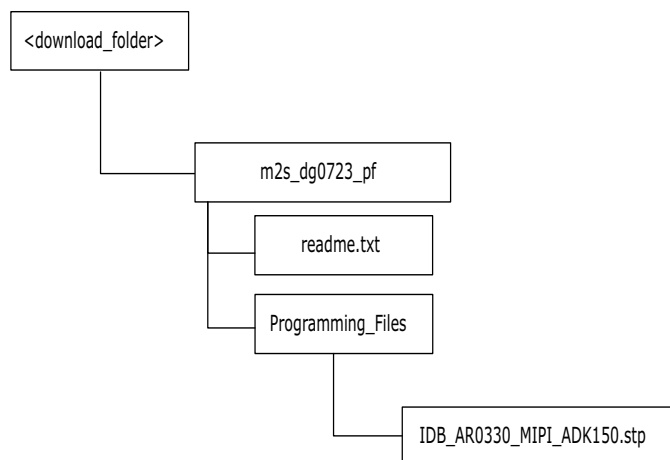 <download_folder>
m2s_dg0723_pf
readme.txt
Programming_Files
IDB_AR0330_MIPI_ADK150.stp